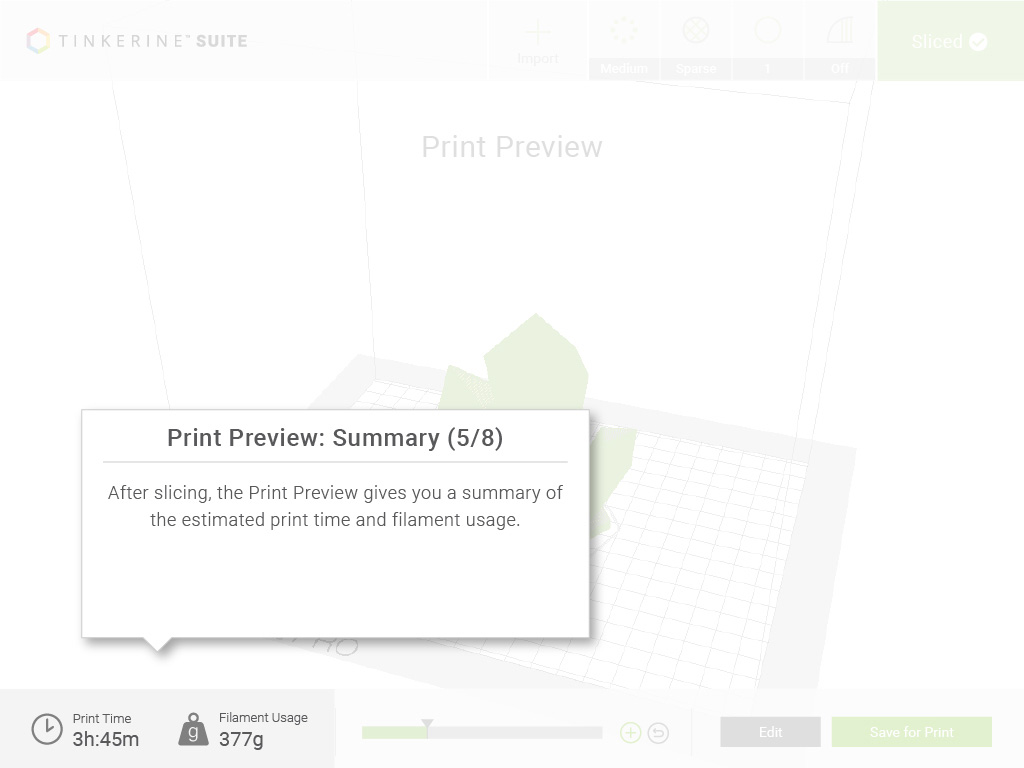 TINKERINE™ SUITE
Import
Medium
Sparse
1
Off
Sliced
Print Preview
Print Preview: Summary (5/8)
After slicing, the Print Preview gives you a summary of
the estimated print time and filament usage.
RO
Print Time
3h:45m
g
Filament Usage
377g
Edit
Save for Print